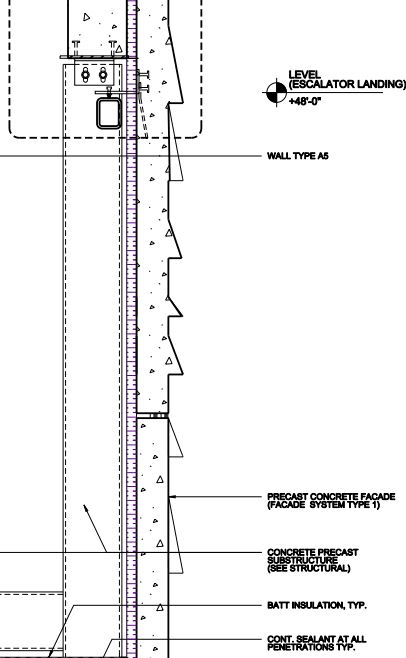 LEVEL
(ESCALATOR LANDING)
+48'-0"
WALL TYPE A5
PRECAST CONCRETE FACADE
(FACADE SYSTEM TYPE 1)
CONCRETE PRECAST
SUBSTRUCTURE
(SEE STRUCTURAL)
BATT INSULATION, TYP.
CONT. SEALANT AT ALL
PENETRATIONS TYP.